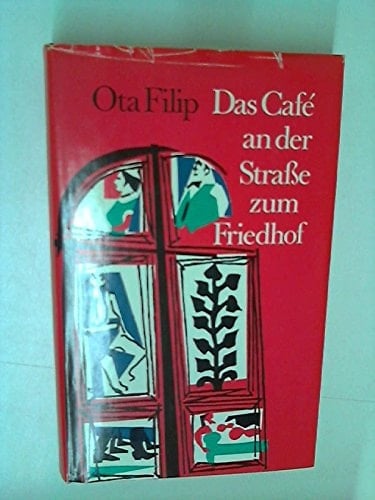 Ota Filip Das Café
an der
Straße
zum
Friedhof